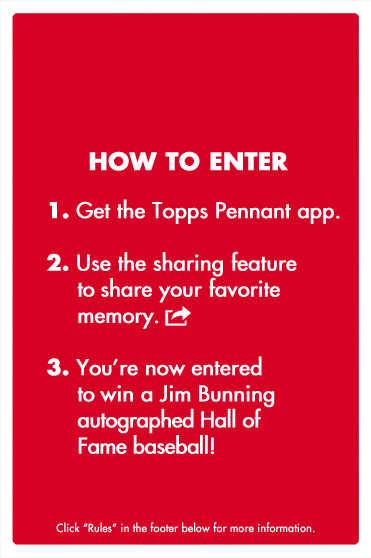 HOW TO ENTER
1. Get the Topps Pennant app.
2. Use the sharing feature
to share your favorite
memory.
3. You’re now entered
to win a Jim Bunning
autographed Hall of
Fame baseball!
Click “Rules” in the footer below for more information.